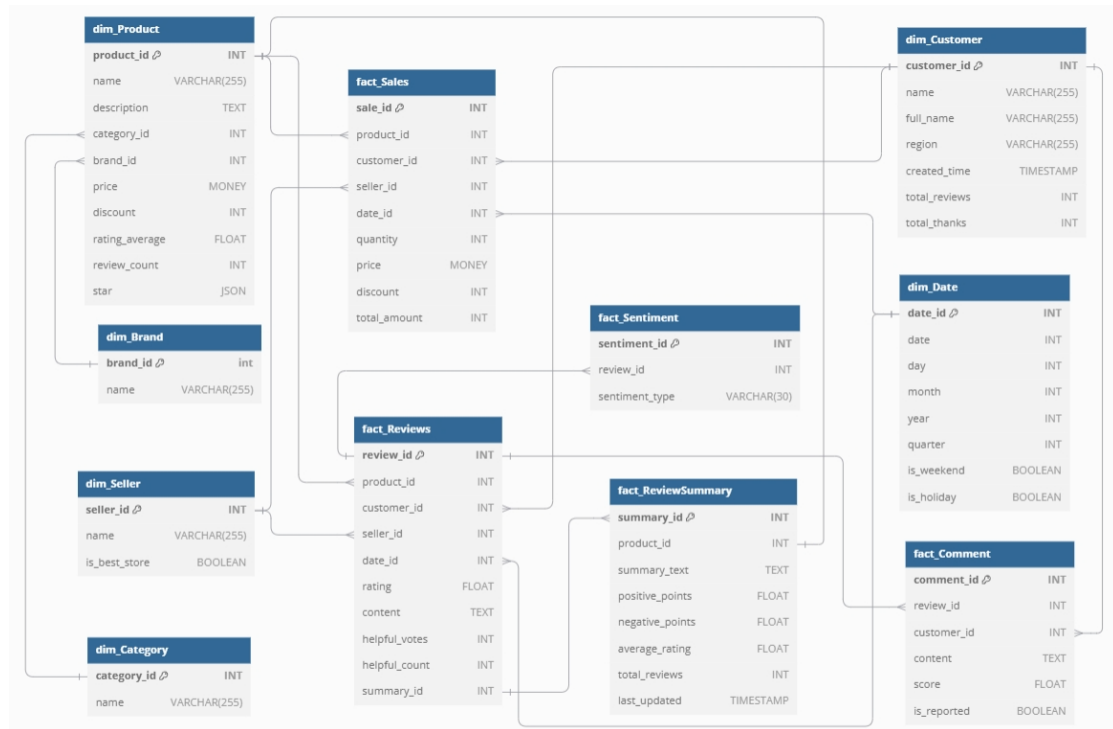 dim_Product
product_id INT
name VARCHAR(255)
description TEXT
category_id INT
brand_id INT
price MONEY
discount INT
rating_average FLOAT
review_count INT
star JSON
dim_Brand
brand_id int
name VARCHAR(255)
dim_Seller
seller_id INT
name VARCHAR(255)
is_best_store BOOLEAN
dim_Category
category_id INT
name VARCHAR(255)
fact_Sales
sale_id INT
product_id INT
customer_id INT
seller_id INT
date_id INT
quantity INT
price MONEY
discount INT
total_amount INT
fact_Reviews
review_id INT
product_id INT
customer_id INT
seller_id INT
date_id INT
rating FLOAT
content TEXT
helpful_votes INT
helpful_count INT
summary_id INT
fact_Sentiment
sentiment_id INT
review_id INT
sentiment_type VARCHAR(30)
fact_ReviewSummary
summary_id INT
product_id INT
summary_text TEXT
positive_points FLOAT
negative_points FLOAT
average_rating FLOAT
total_reviews INT
last_updated TIMESTAMP
dim_Customer
customer_id INT
name VARCHAR(255)
full_name VARCHAR(255)
region VARCHAR(255)
created_time TIMESTAMP
total_reviews INT
total_thanks INT
dim_Date
date_id INT
date INT
day INT
month INT
year INT
quarter INT
is_weekend BOOLEAN
is_holiday BOOLEAN
fact_Comment
comment_id INT
review_id INT
customer_id INT
content TEXT
score FLOAT
is_reported BOOLEAN